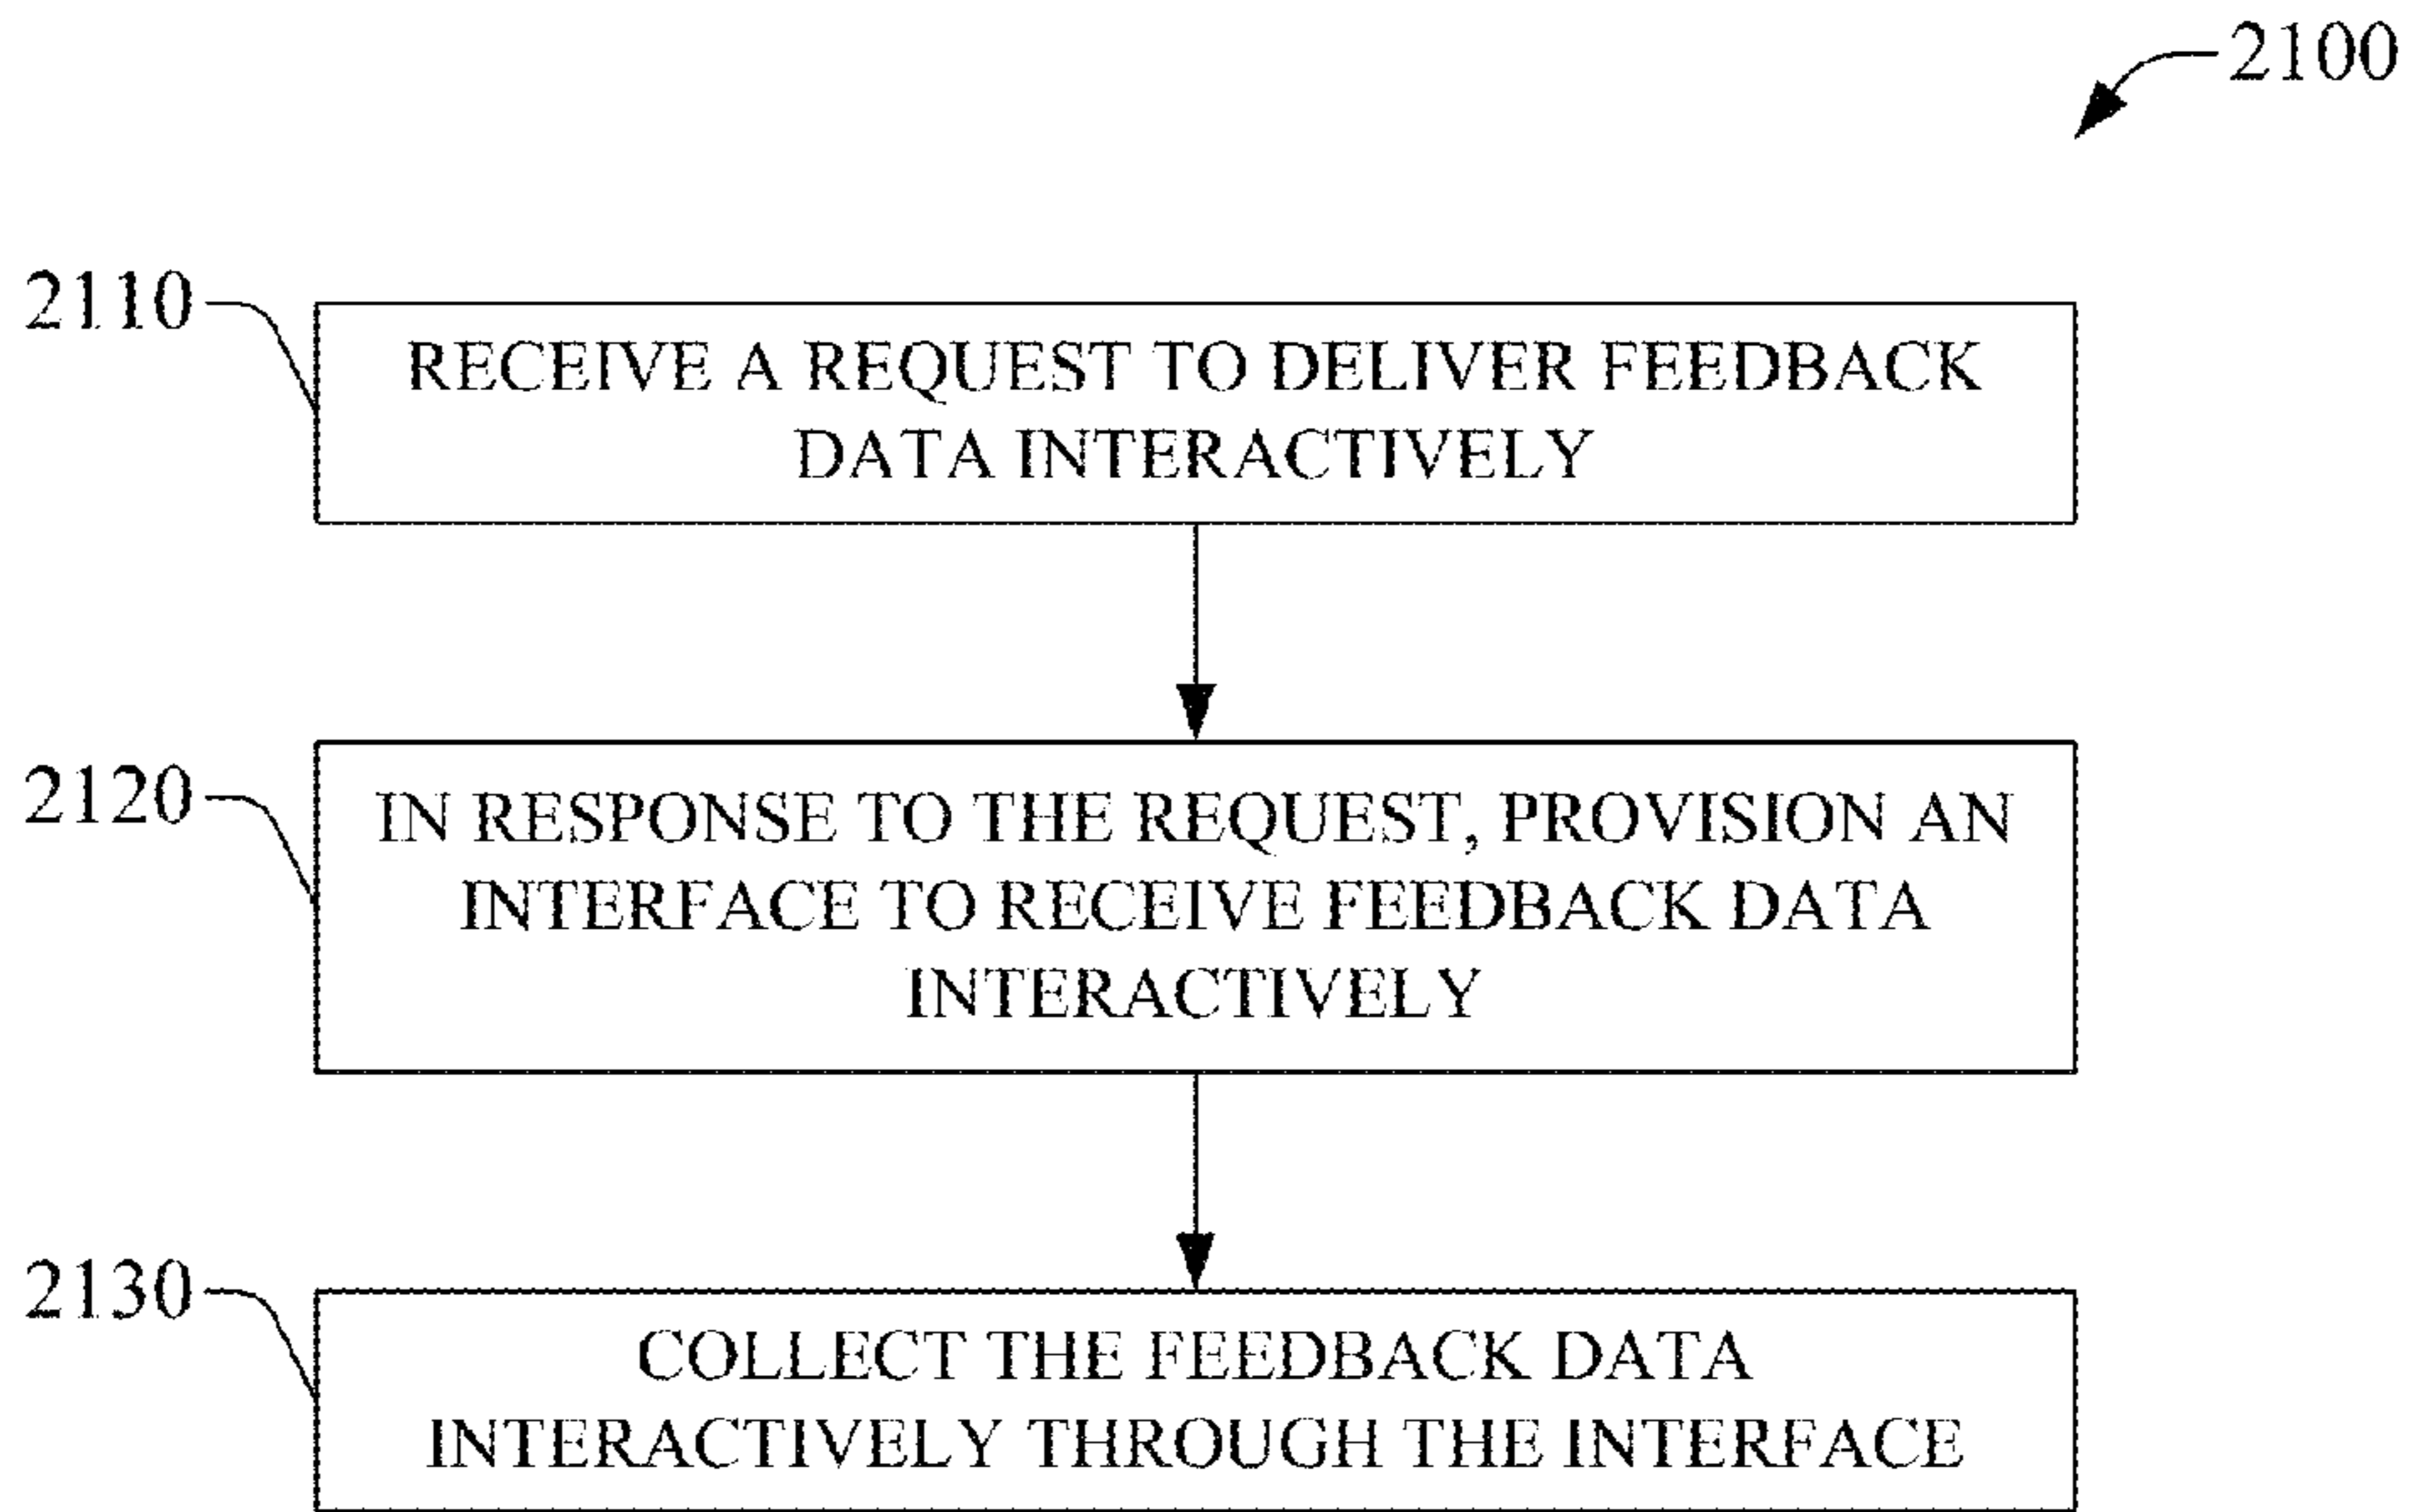 2100
2110
RECEIVE A REQUEST TO DELIVER FEEDBACK
DATA INTERACTIVELY
2120
IN RESPONSE TO THE REQUEST, PROVISION AN
INTERFACE TO RECEIVE FEEDBACK DATA
INTERACTIVELY
2130
COLLECT THE FEEDBACK DATA
INTERACTIVELY THROUGH THE INTERFACE